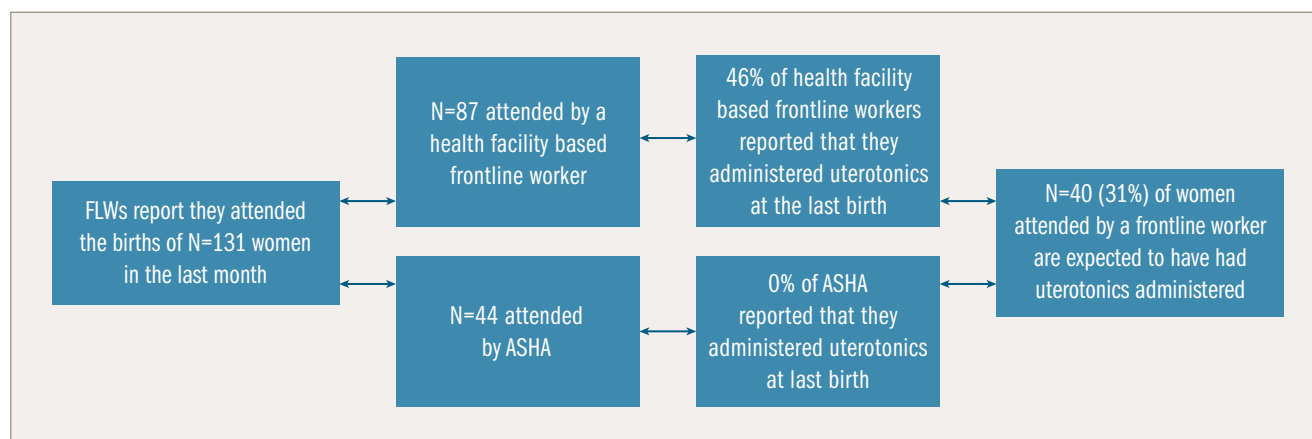 FLWs report they attended
the births of N=131 women
in the last month
N=87 attended by a
health facility based
frontline worker
46% of health facility
based frontline workers
reported that they
administered uterotonics
at the last birth
N=44 attended
by ASHA
0% of ASHA
reported that they
administered uterotonics
at last birth
N=40 (31%) of women
attended by a frontline worker
are expected to have had
uterotonics administered